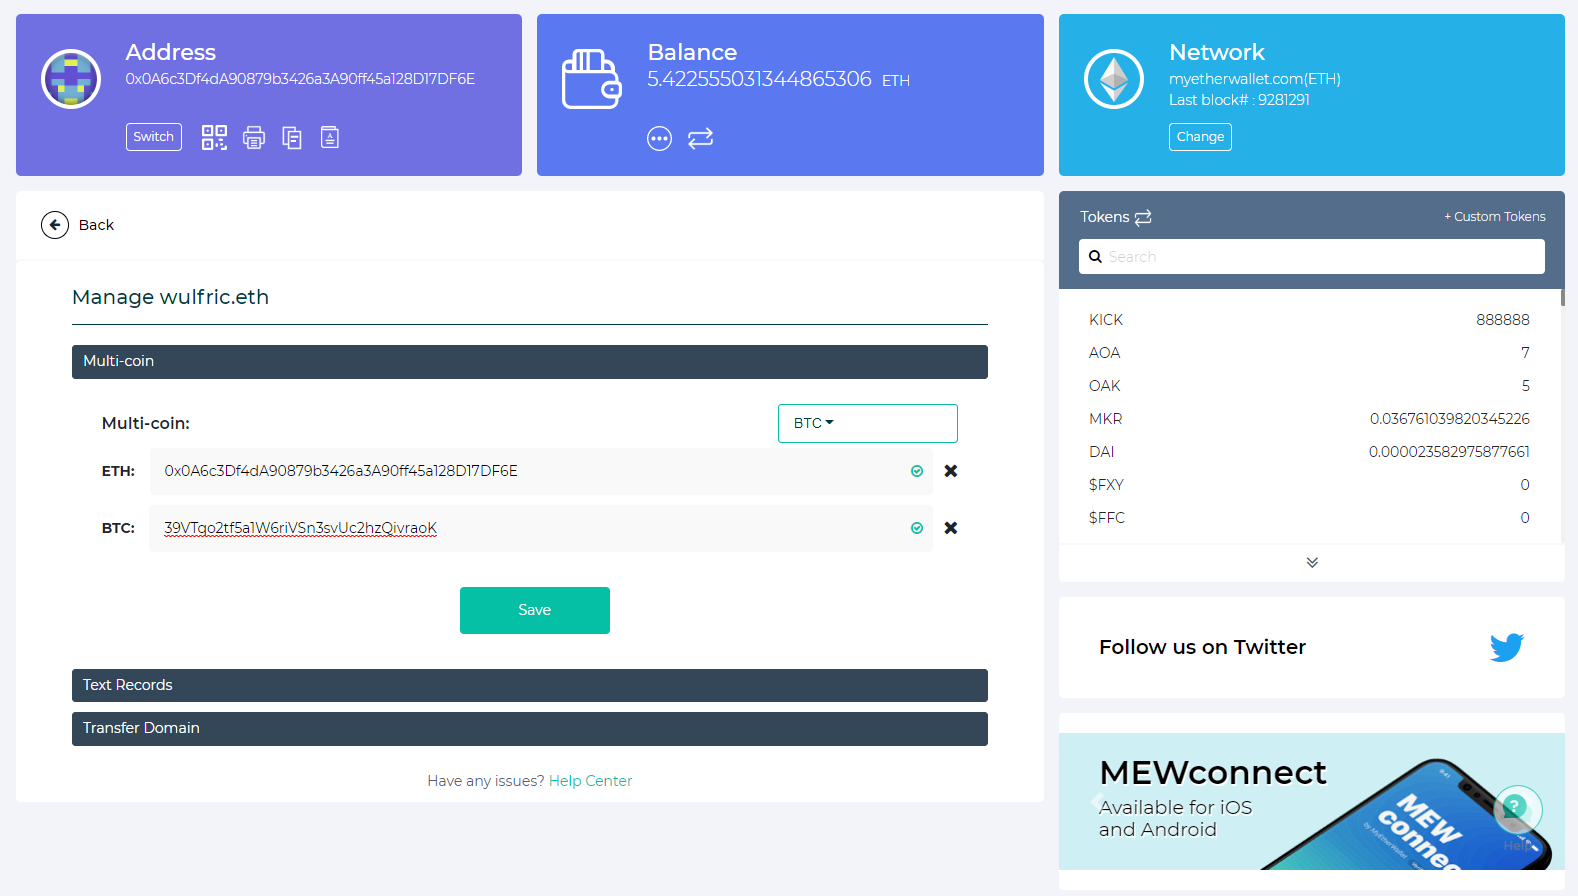 Address
0x0A6c3Df4dA90879b3426a3A90ff45a128D17DF6E
Switch
Balance
5.422555031344865306 ETH
Network
myetherwallet.com(ETH)
Last block# : 9281291
Change
Back
Manage wulfric.eth
Multi-coin
Multi-coin:
BTC
ETH: 0x0A6c3Df4dA90879b3426a3A90ff45a128D17DF6E
BTC: 39VTqo2tf5a1W6riVSn3svUc2hzQivraoK
Save
Text Records
Transfer Domain
Have any issues? Help Center
Tokens
+ Custom Tokens
Search
KICK 888888
AOA 7
OAK 5
MKR 0.036761039820345226
DAI 0.000023582975877661
$FXY 0
$FFC 0
Follow us on Twitter
MEWconnect
Available for iOS
and Android
MEW
connect
by MyEtherWallet
Help